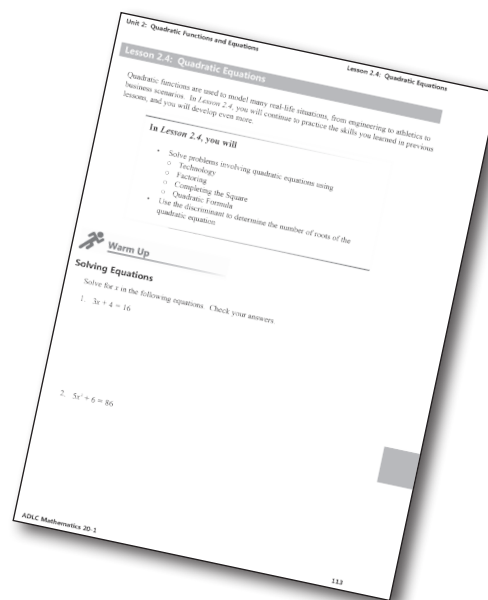 Unit 2: Quadratic Functions and Equations
Lesson 2.4: Quadratic Equations
Lesson 2.4: Quadratic Equations
Quadratic functions are used to model many real-life situations, from engineering to athletics to
business scenarios. In Lesson 2.4, you will continue to practice the skills you learned in previous
lessons, and you will develop even more.
In Lesson 2.4, you will
• Solve problems involving quadratic equations using
○ Technology
○ Factoring
○ Completing the Square
○ Quadratic Formula
• Use the discriminant to determine the number of roots of the
quadratic equation
Warm Up
Solving Equations
Solve for x in the following equations. Check your answers
1. 3x + 4 = 16
2. 5x² + 6 = 86
ADLC Mathematics 20-1
113